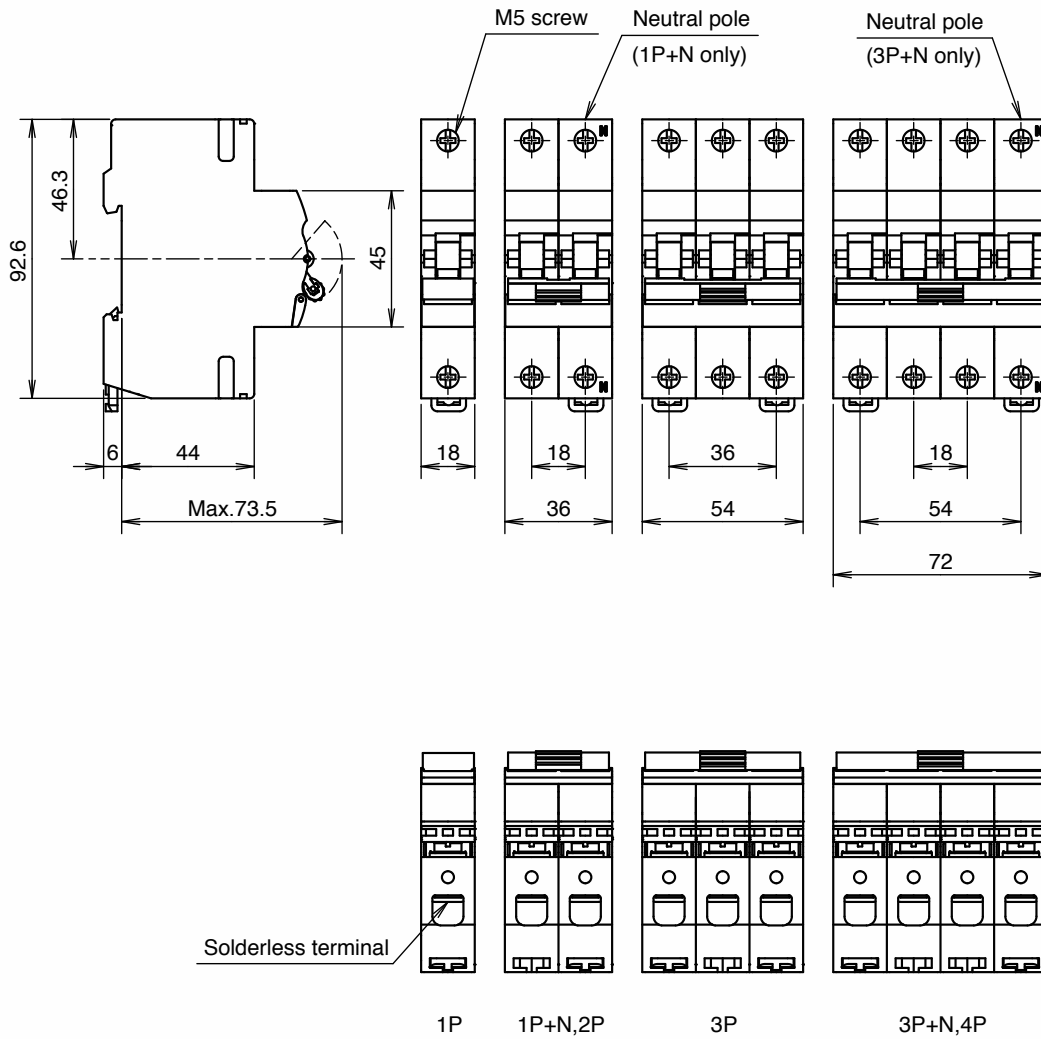 M5 screw
Neutral pole
(1P+N only)
Neutral pole
(3P+N only)
N
N
92.6
46.3
45
N
N
6
44
18
18
36
18
Max.73.5
36
54
54
72
Solderless terminal
1P
1P+N,2P
3P
3P+N,4P